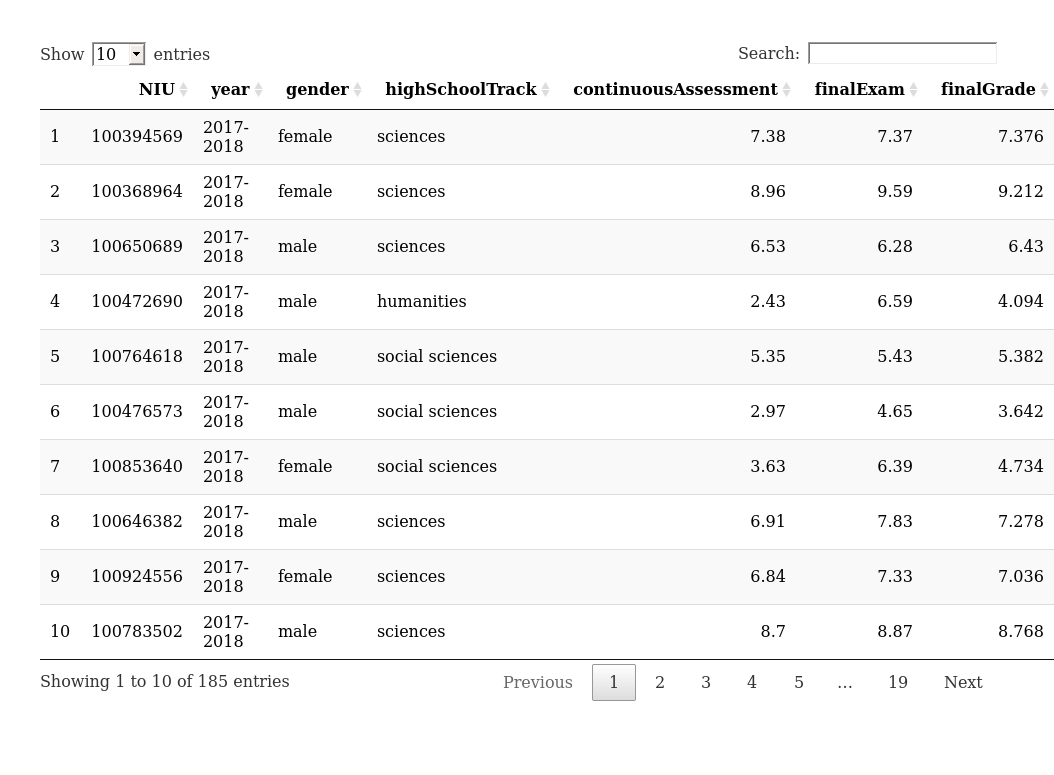 Show 10 entries Search:
NIU year gender highSchoolTrack continuousAssessment finalExam finalGrade
1 100394569 2017-2018 female sciences 7.38 7.37 7.376
2 100368964 2017-2018 female sciences 8.96 9.59 9.212
3 100650689 2017-2018 male sciences 6.53 6.28 6.43
4 100472690 2017-2018 male humanities 2.43 6.59 4.094
5 100764618 2017-2018 male social sciences 5.35 5.43 5.382
6 100476573 2017-2018 male social sciences 2.97 4.65 3.642
7 100853640 2017-2018 female social sciences 3.63 6.39 4.734
8 100646382 2017-2018 male sciences 6.91 7.83 7.278
9 100924556 2017-2018 female sciences 6.84 7.33 7.036
10 100783502 2017-2018 male sciences 8.7 8.87 8.768
Showing 1 to 10 of 185 entries Previous 1 2 3 4 5 … 19 Next